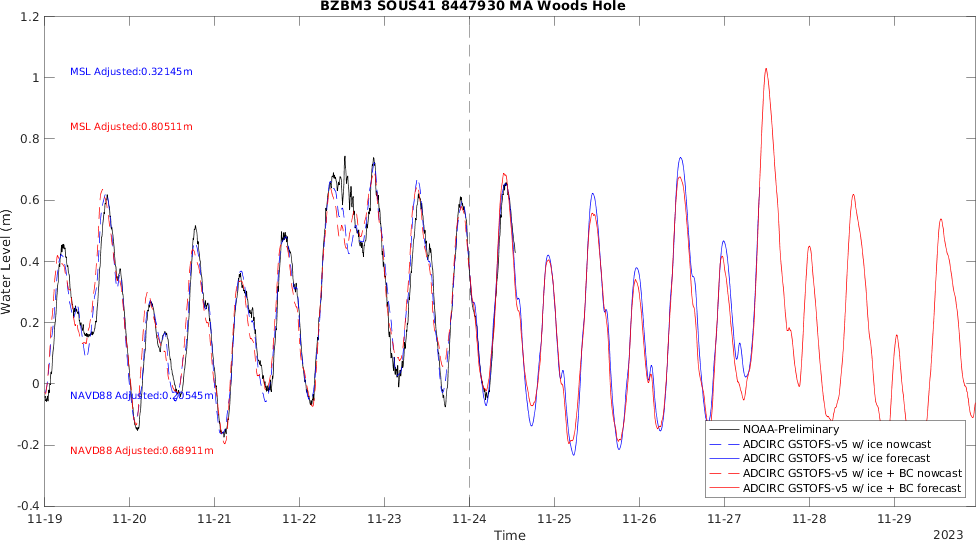 BZBM3 SOUS41 8447930 MA Woods Hole
1.2
1
0.8
0.6
0.4
0.2
0
-0.2
-0.4
Water Level (m)
MSL Adjusted:0.32145m
MSL Adjusted:0.80511m
NAVD88 Adjusted:0.20545m
NAVD88 Adjusted:0.68911m
NOAA-Preliminary
ADCIRC GSTOFS-v5 w/ ice nowcast
ADCIRC GSTOFS-v5 w/ ice forecast
ADCIRC GSTOFS-v5 w/ ice + BC nowcast
ADCIRC GSTOFS-v5 w/ ice + BC forecast
11-19 11-20 11-21 11-22 11-23 11-24 11-25 11-26 11-27 11-28 11-29
Time
2023